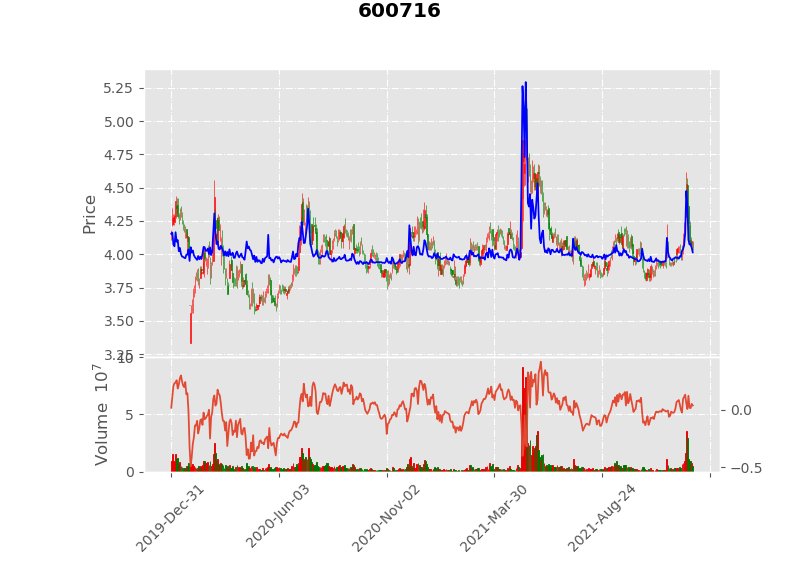 600716
5.25
5.00
4.75
4.50
4.25
4.00
3.75
3.50
3.25
Price
10
5
0
Volume 10^7
0.0
−0.5
2019-Dec-31
2020-Jun-03
2020-Nov-02
2021-Mar-30
2021-Aug-24